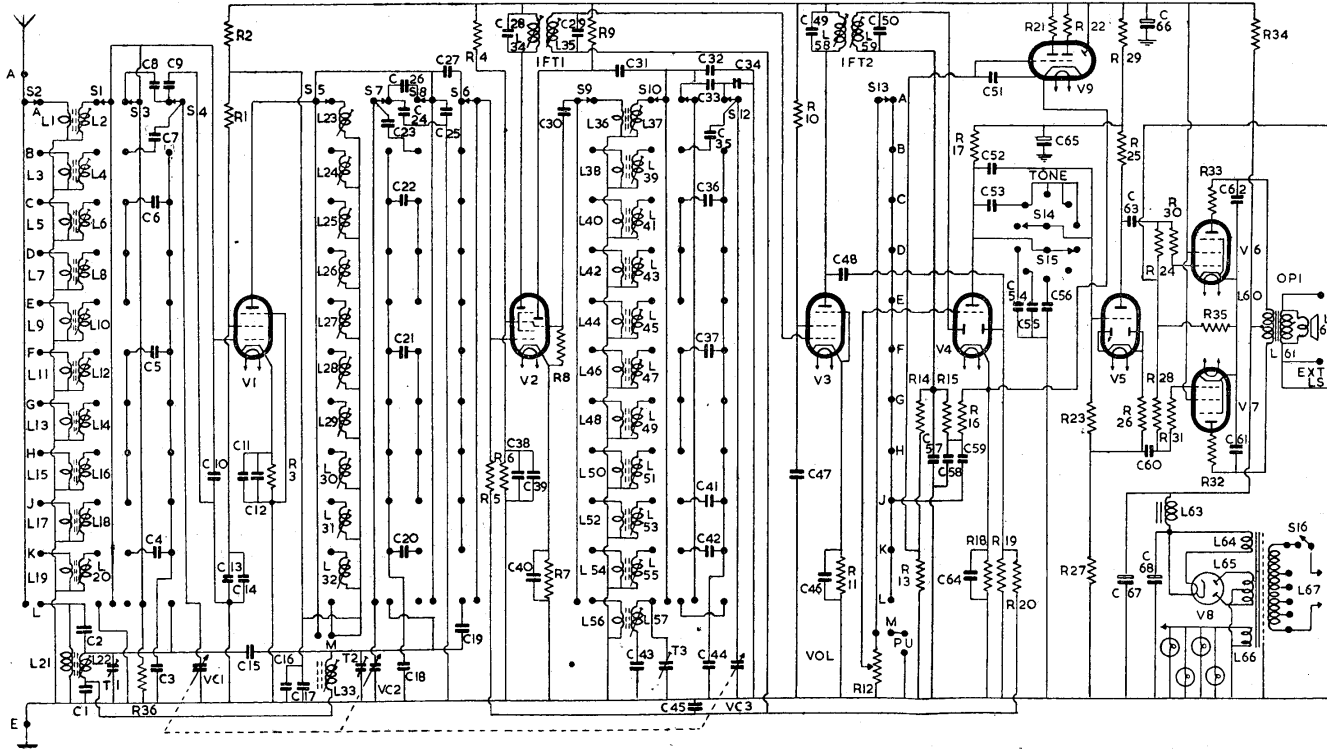 R2
R1
C8 C9
S2 S1 S3 S4
A
A
L1 L2
C7
B
L3 L4
C
L5 L6
C6
D
L7 L8
E
L9 L10
F
L11 L12
C5
G
L13 L14
H
L15 L16
J
L17 L18
K
L19 L20
C4
L
C2
L21 L22
T1
C3
C1
R36
VC1
E
V1
C10
C11
C12
R3
C13
C14
C15
C16
C17
L33
M
T2
VC2
C18
C19
S5 S7 S8 S6
C26
C27
C24
C23
C25
L23
L24
L25
L26
L27
L28
L29
L30
L31
L32
C22
C21
C20
R4
C28
L34
L35
C29
IFT1
R9
C30
V2
R8
R5
R6
C38
C39
C40
R7
C31
C32
C33
C34
S9 S10 S12
C35
L36 L37
L38 L39
L40 L41
L42 L43
L44 L45
L46 L47
L48 L49
L50 L51
L52 L53
L54 L55
L56 L57
C36
C37
C41
C42
C43
T3
C44
C45
VC3
C49
L58
L59
C50
IFT2
R10
C48
V3
C47
C46
R11
VOL
R12
S13
A
B
C
D
E
F
G
H
J
K
L
M
PU
R13
R14
R15
R16
C57
C58
C59
V4
C64
R18
R19
R20
R17
C51
C52
C53
C65
TONE
S14
S15
C54
C55
C56
V9
R21
R22
C66
R29
R25
V5
R23
R26
R27
R28
R31
C60
C63
R30
R24
R33
C62
V6
L60
R35
V7
C61
R32
R34
OP1
L61
EXT
LS
L63
C67
C68
L64
L65
L66
V8
S16
L67